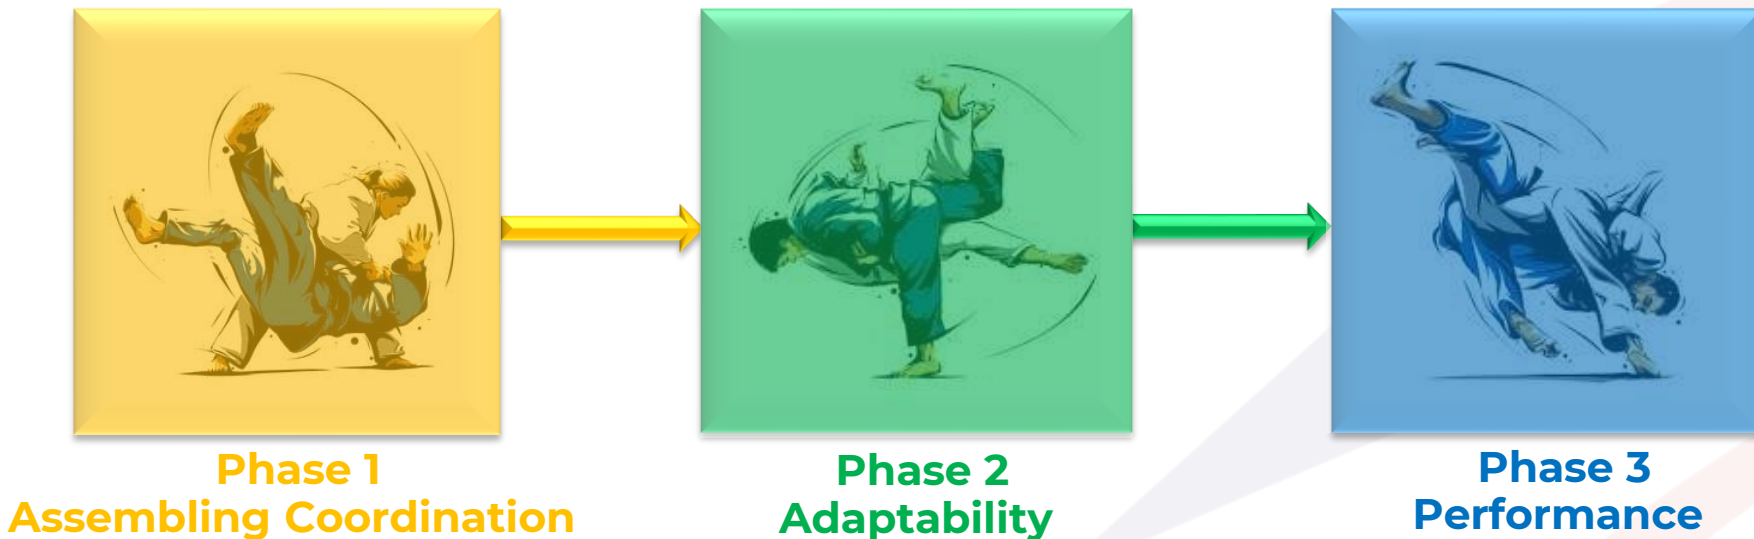 Phase 1
Assembling Coordination
Phase 2
Adaptability
Phase 3
Performance